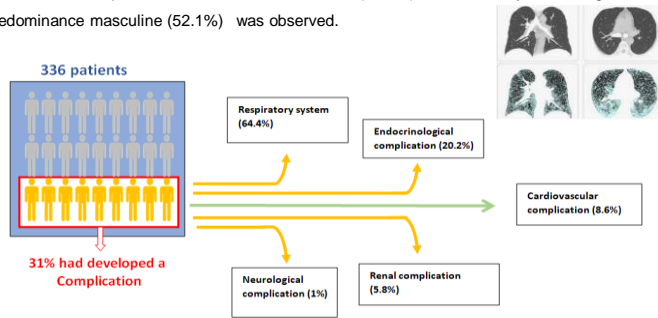 edominance masculine (52.1%) was observed.
336 patients
Respiratory system
(64.4%)
Endocrinological
complication (20.2%)
Cardiovascular
complication (8.6%)
31% had developed a
Complication
Neurological
complication (1%)
Renal complication
(5.8%)